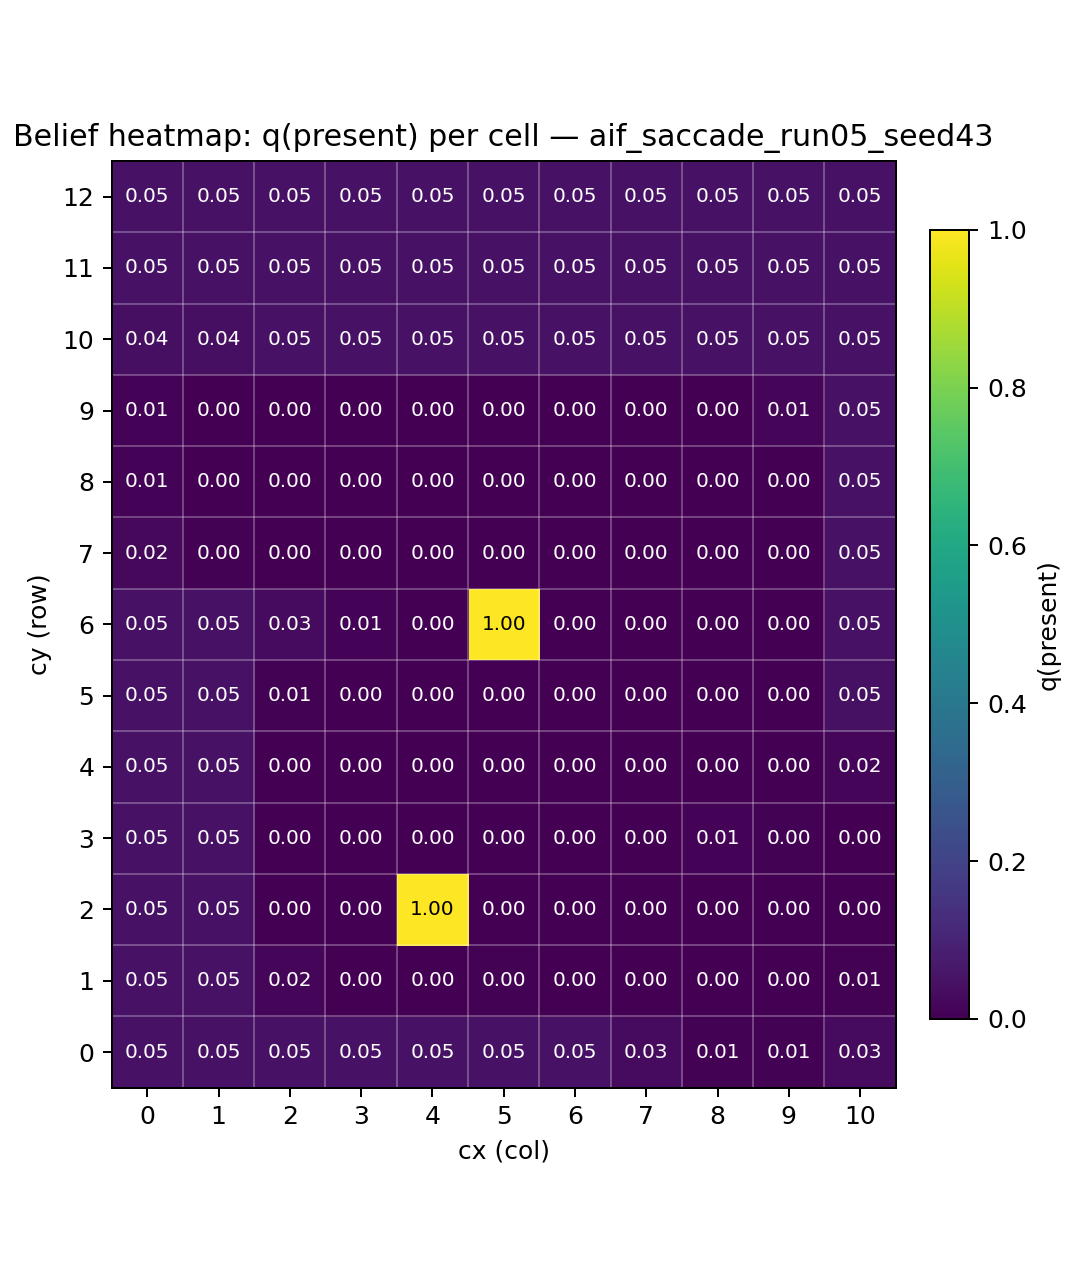 Belief heatmap: q(present) per cell — aif_saccade_run05_seed43
12 0.05 0.05 0.05 0.05 0.05 0.05 0.05 0.05 0.05 0.05 0.05
11 0.05 0.05 0.05 0.05 0.05 0.05 0.05 0.05 0.05 0.05 0.05
10 0.04 0.04 0.05 0.05 0.05 0.05 0.05 0.05 0.05 0.05 0.05
9 0.01 0.00 0.00 0.00 0.00 0.00 0.00 0.00 0.00 0.01 0.05
8 0.01 0.00 0.00 0.00 0.00 0.00 0.00 0.00 0.00 0.00 0.05
7 0.02 0.00 0.00 0.00 0.00 0.00 0.00 0.00 0.00 0.00 0.05
6 0.05 0.05 0.03 0.01 0.00 1.00 0.00 0.00 0.00 0.00 0.05
5 0.05 0.05 0.01 0.00 0.00 0.00 0.00 0.00 0.00 0.00 0.05
4 0.05 0.05 0.00 0.00 0.00 0.00 0.00 0.00 0.00 0.00 0.02
3 0.05 0.05 0.00 0.00 0.00 0.00 0.00 0.00 0.01 0.00 0.00
2 0.05 0.05 0.00 0.00 1.00 0.00 0.00 0.00 0.00 0.00 0.00
1 0.05 0.05 0.02 0.00 0.00 0.00 0.00 0.00 0.00 0.00 0.01
0 0.05 0.05 0.05 0.05 0.05 0.05 0.05 0.03 0.01 0.01 0.03
0 1 2 3 4 5 6 7 8 9 10
cx (col)
cy (row)
1.0
0.8
0.6
0.4
0.2
0.0
q(present)